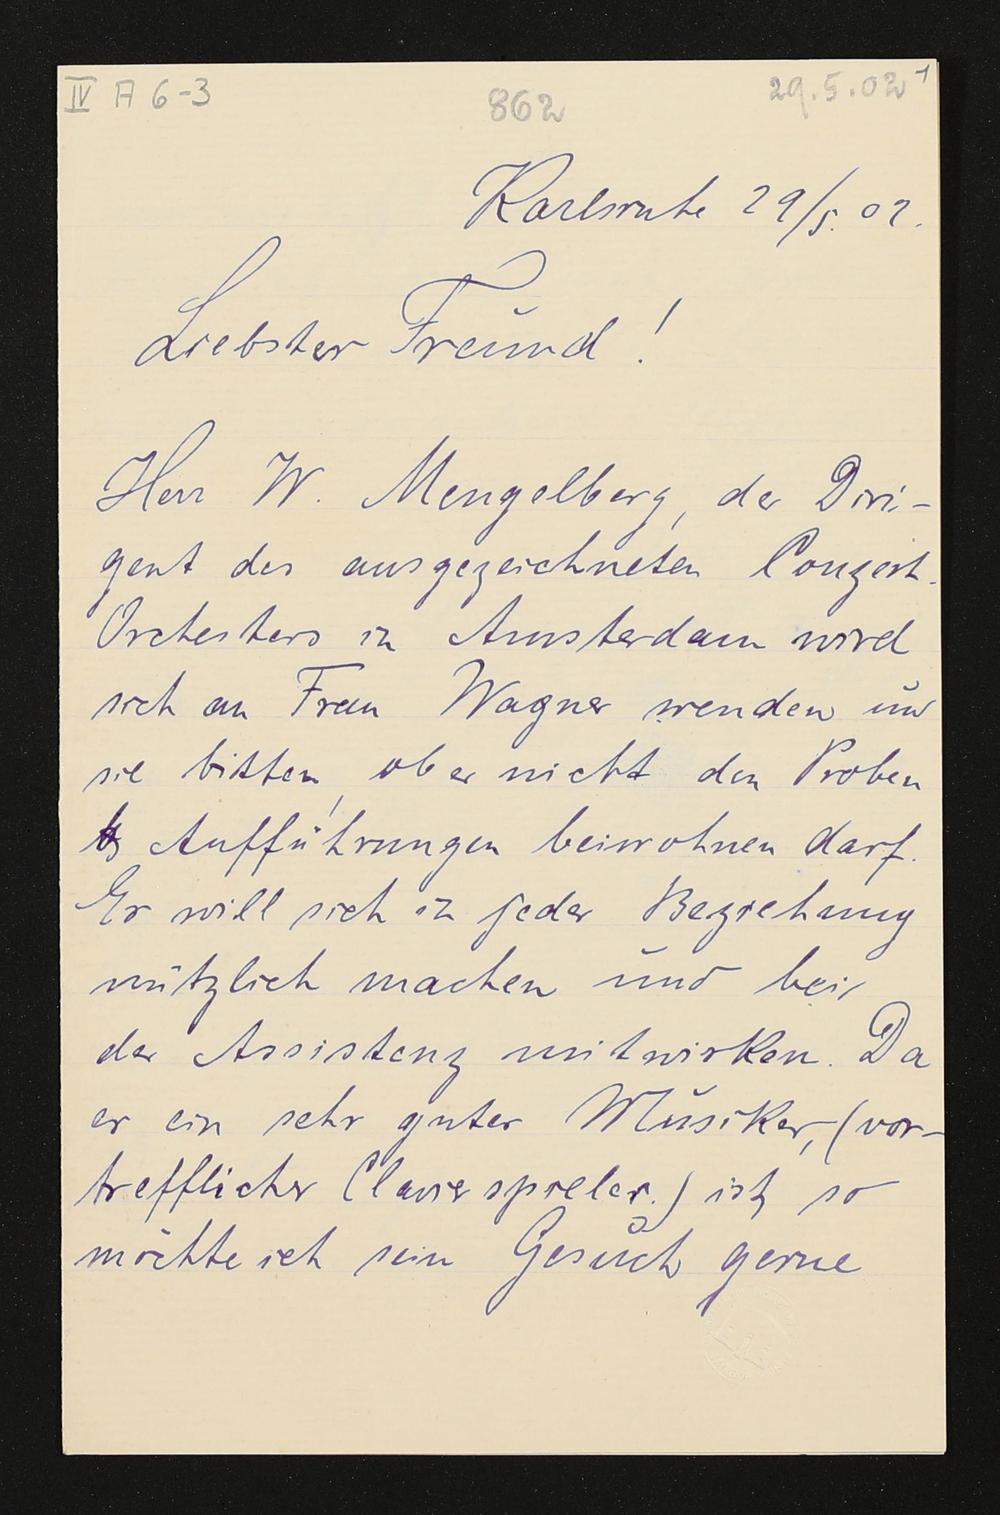 IV A 6-3
862
29.5.02 1
Karlsruhe 29/5. 02.
Liebster Freund!
Herr W. Mengelberg, der Diri-
gent des ausgezeichneten Conzert-
Orchesters in Amsterdam wird
sich an Frau Wagner wenden und
sie bitten, ob er nicht den Proben
Aufführungen beiwohnen darf.
Er will sich in jeder Beziehung
nützlich machen und bei
der Assistenz mitwirken. Da
er ein sehr guter Musiker, (vor-
trefflicher Clavierspieler.) ist, so
möchte ich sein Gesuch gerne